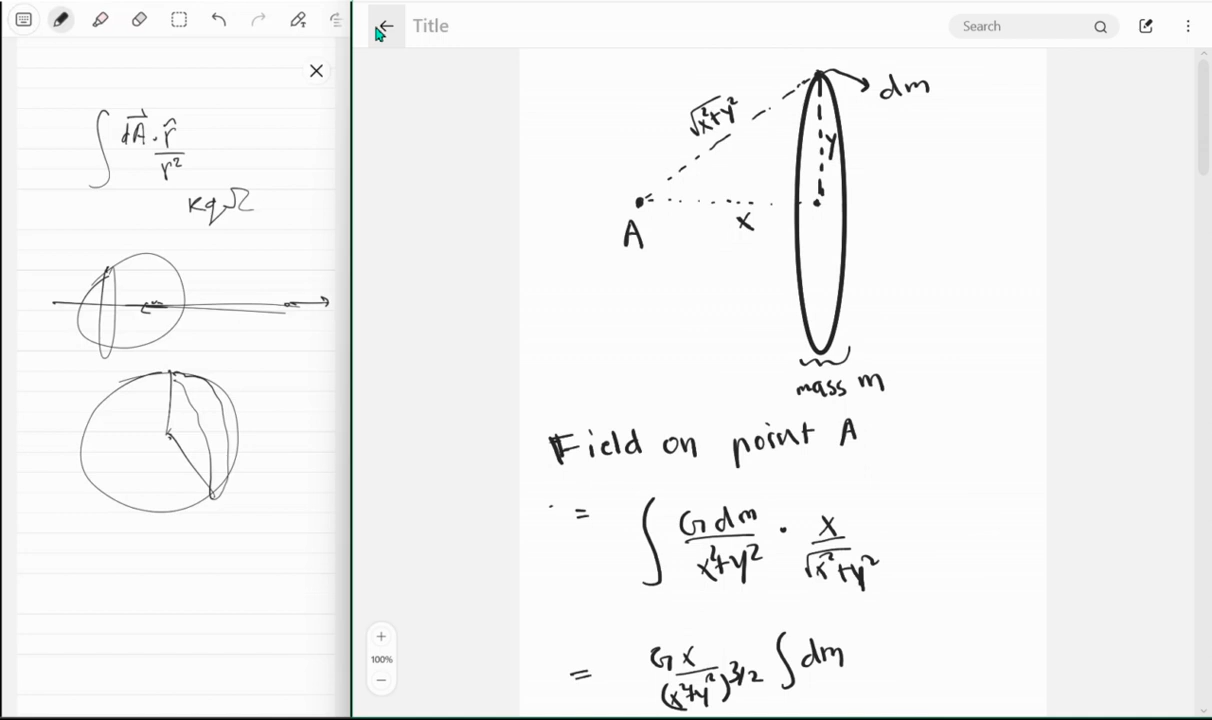 Title
Search
∫ dA⃗ · r̂ / r²
KqΩ
√x²+y²
dm
y
A
x
mass m
Field on point A
= ∫ G dm / x²+y² · x / √x²+y²
= Gx / (x²+y²)^3/2 ∫ dm
100%